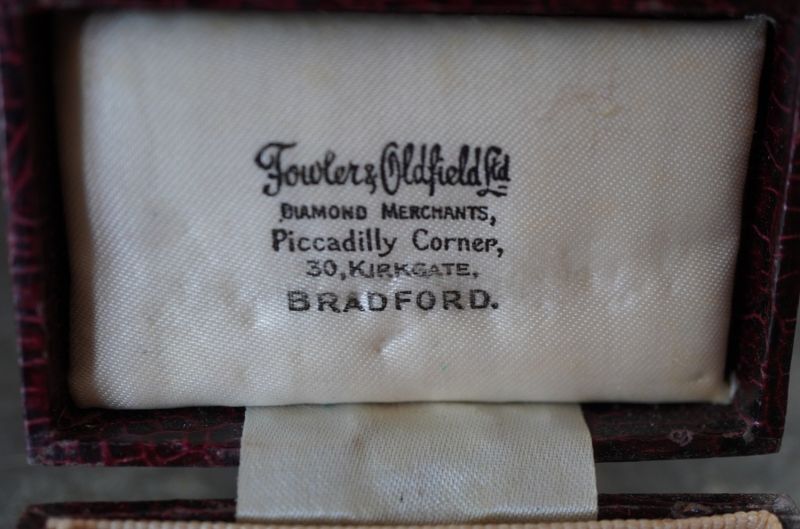 Fowler & Oldfield Ltd
DIAMOND MERCHANTS,
Piccadilly Corner,
30, KIRKGATE,
BRADFORD.